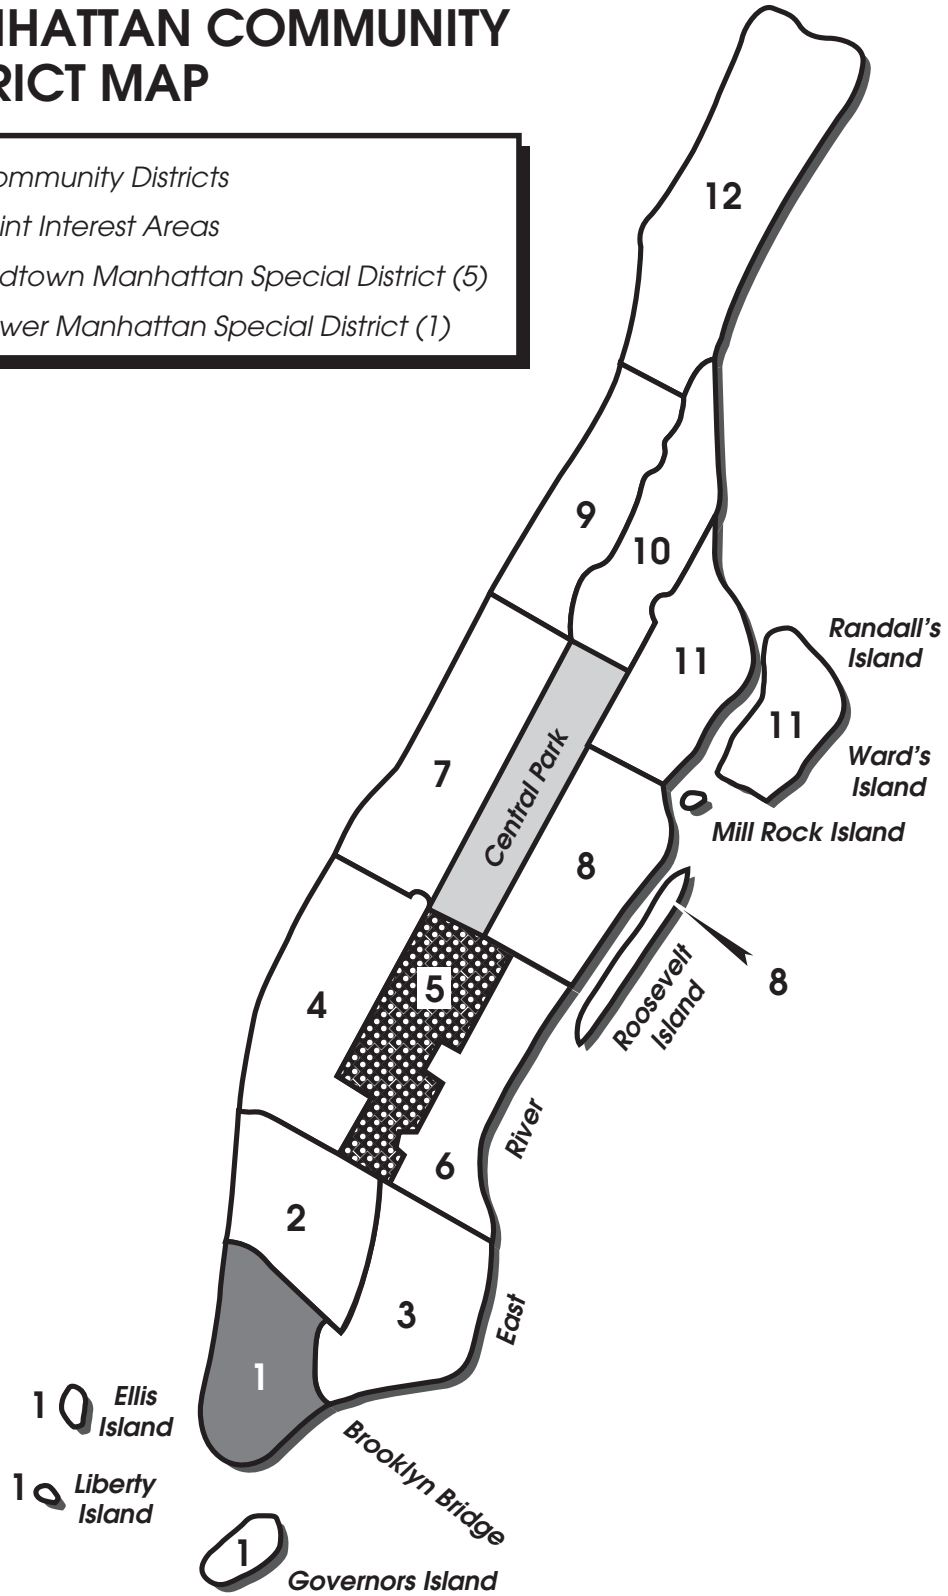 NHATTAN COMMUNITY
RICT MAP
ommunity Districts
int Interest Areas
dtown Manhattan Special District (5)
wer Manhattan Special District (1)
12
9
10
Randall's
Island
11
11
7
Central Park
Ward's
Island
Mill Rock Island
8
8
Roosevelt
Island
5
4
River
6
2
3
East
1
1
Ellis
Island
Brooklyn Bridge
1
Liberty
Island
1
Governors Island